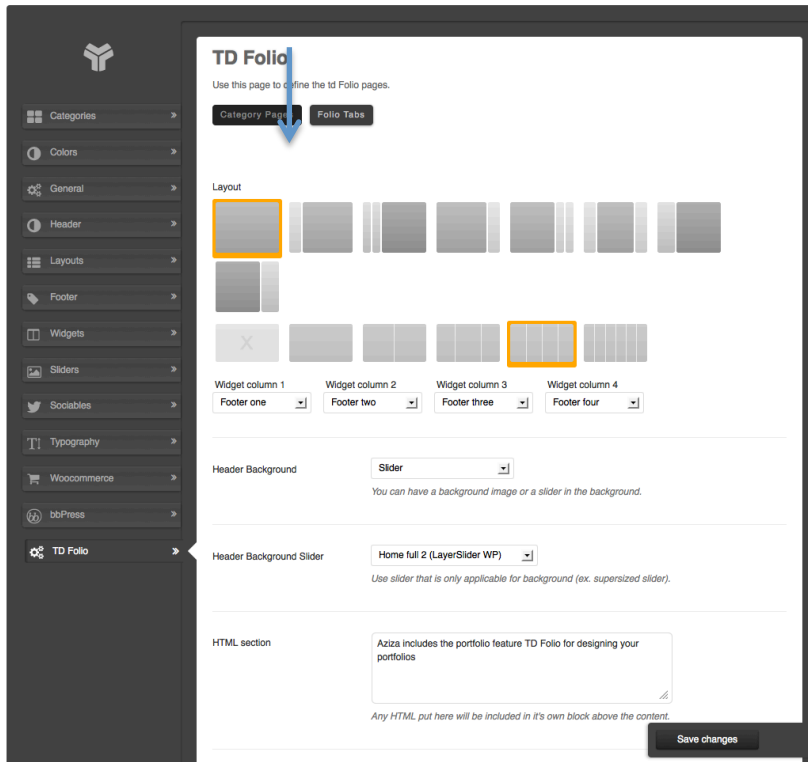 TD Folio
Use this page to define the td Folio pages.
Category Pages
Folio Tabs
Categories »
Colors »
General »
Header »
Layouts »
Footer »
Widgets »
Sliders »
Sociables »
Typography »
Woocommerce »
bbPress »
TD Folio »
Layout
X
Widget column 1 Widget column 2 Widget column 3 Widget column 4
Footer one Footer two Footer three Footer four
Header Background
Slider
You can have a background image or a slider in the background.
Header Background Slider
Home full 2 (LayerSlider WP)
Use slider that is only applicable for background (ex. supersized slider).
HTML section
Aziza includes the portfolio feature TD Folio for designing your
portfolios
Any HTML put here will be included in it's own block above the content.
Save changes